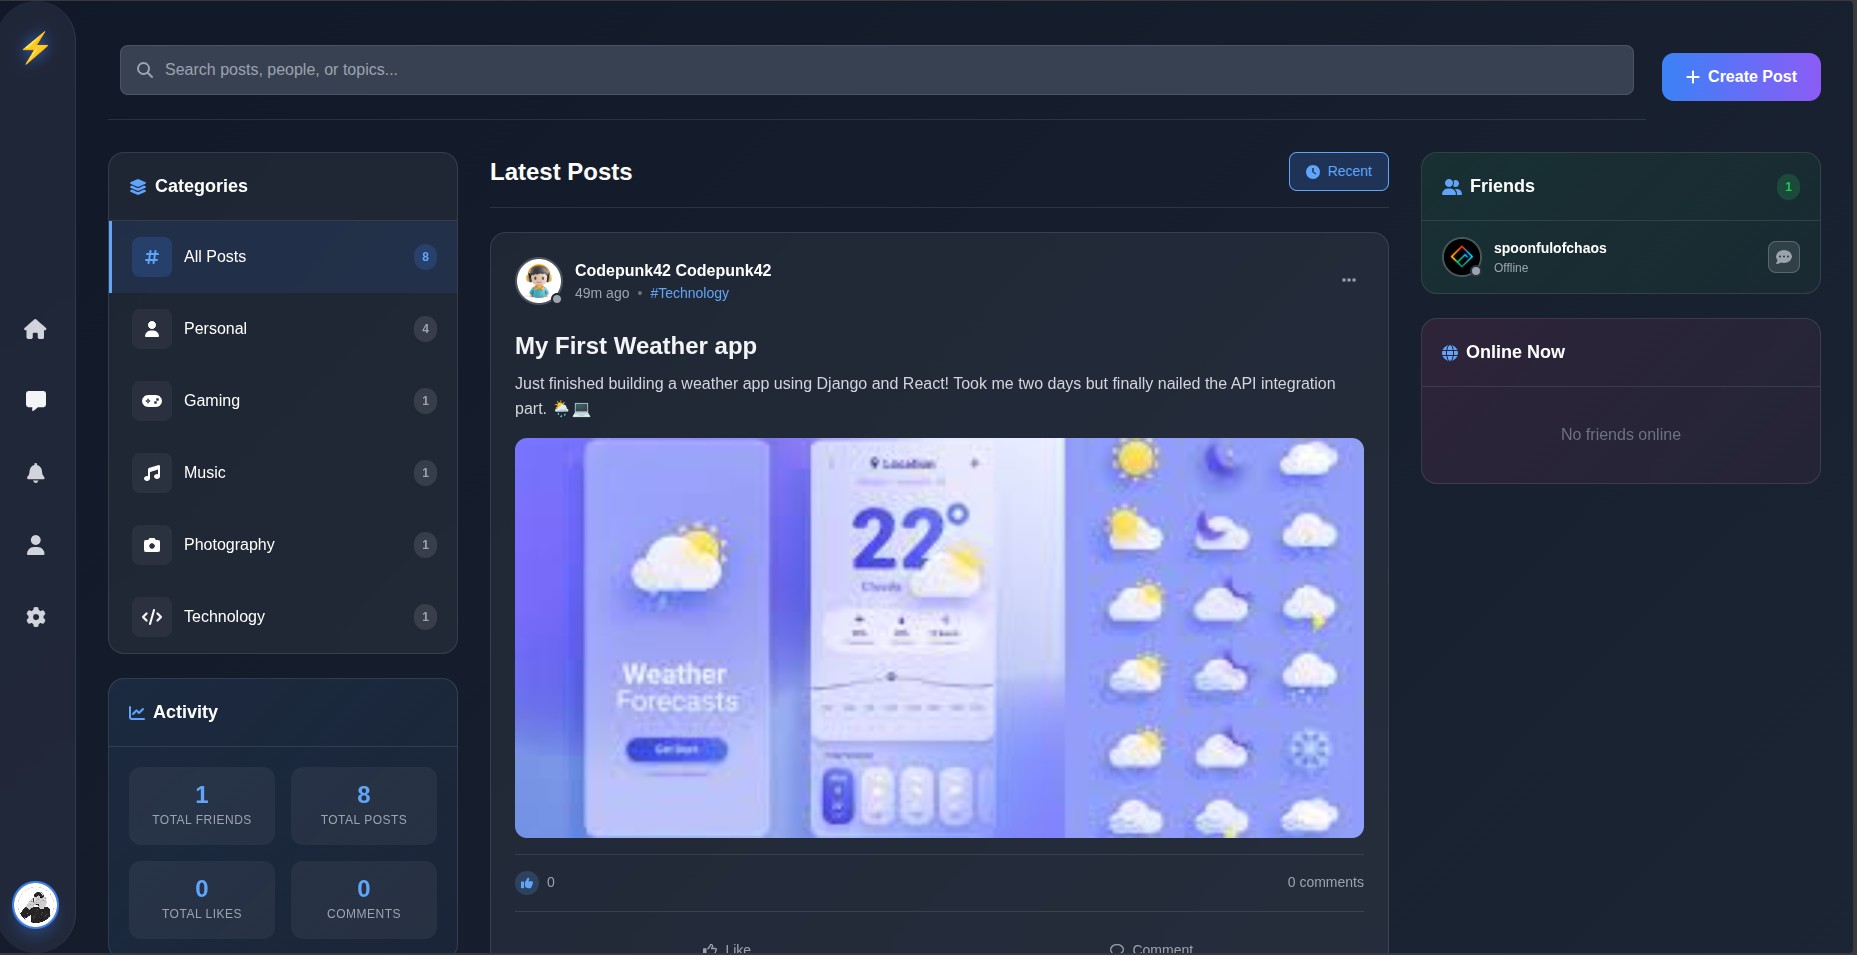 Search posts, people, or topics...
Create Post
Categories
All Posts
8
Personal
4
Gaming
1
Music
1
Photography
1
Technology
1
Activity
1
TOTAL FRIENDS
8
TOTAL POSTS
0
TOTAL LIKES
0
COMMENTS
Latest Posts
Recent
Codepunk42 Codepunk42
49m ago • #Technology
My First Weather app
Just finished building a weather app using Django and React! Took me two days but finally nailed the API integration
part. 🌦️💻
Weather
Forecasts
Get Start
Location
22°
Clouds
0
0 comments
Like
Comment
Friends
1
spoonfulofchaos
Offline
Online Now
No friends online